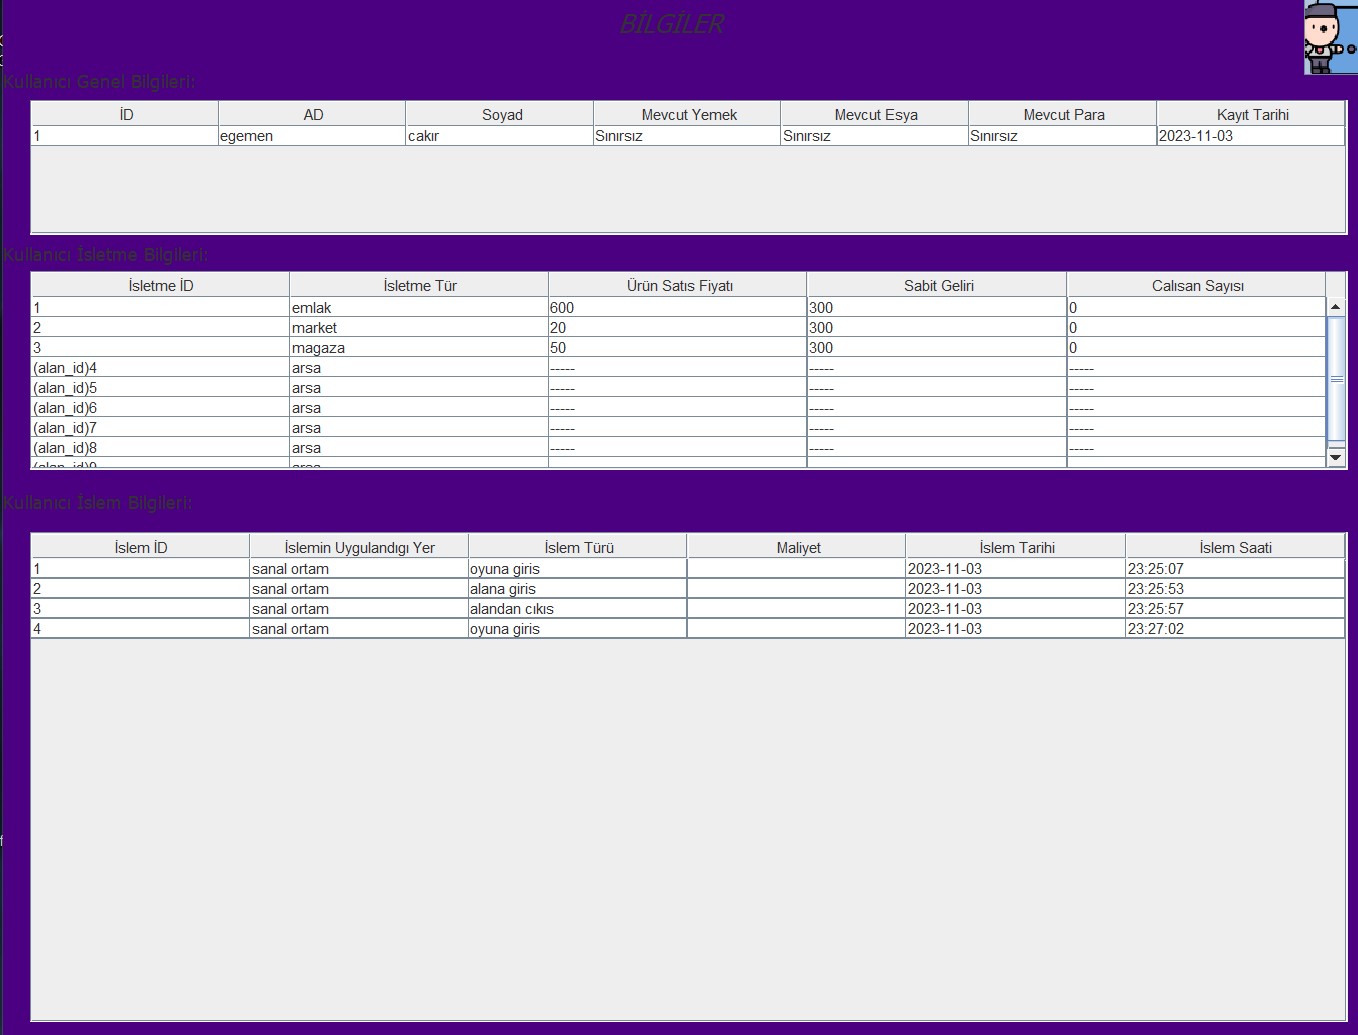 BİLGİLER
Kullanıcı Genel Bilgileri:
İD AD Soyad Mevcut Yemek Mevcut Esya Mevcut Para Kayıt Tarihi
1 egemen cakır Sınırsız Sınırsız Sınırsız 2023-11-03
Kullanıcı İsletme Bilgileri:
İsletme İD İsletme Tür Ürün Satıs Fiyatı Sabit Geliri Calısan Sayısı
1 emlak 600 300 0
2 market 20 300 0
3 magaza 50 300 0
(alan_id)4 arsa ----- ----- -----
(alan_id)5 arsa ----- ----- -----
(alan_id)6 arsa ----- ----- -----
(alan_id)7 arsa ----- ----- -----
(alan_id)8 arsa ----- ----- -----
(alan_id)9 arsa
Kullanıcı İslem Bilgileri:
İslem İD İslemin Uygulandıgı Yer İslem Türü Maliyet İslem Tarihi İslem Saati
1 sanal ortam oyuna giris 2023-11-03 23:25:07
2 sanal ortam alana giris 2023-11-03 23:25:53
3 sanal ortam alandan cıkıs 2023-11-03 23:25:57
4 sanal ortam oyuna giris 2023-11-03 23:27:02